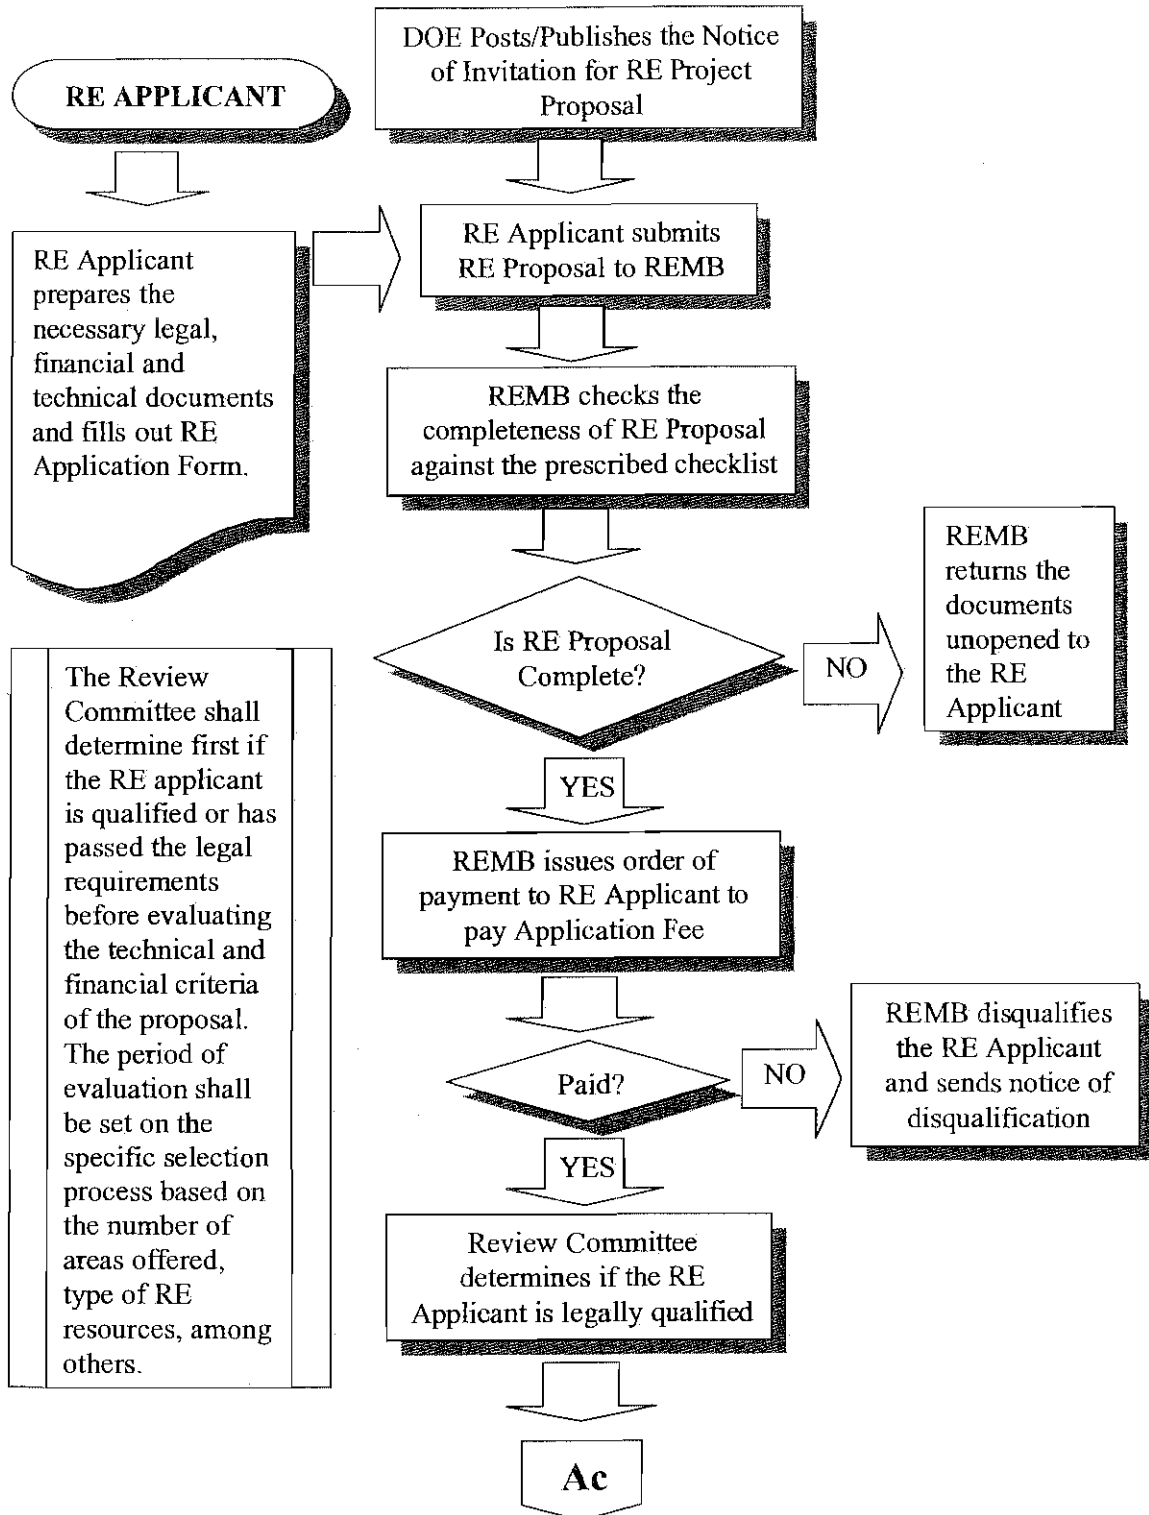 DOE Posts/Publishes the Notice
of Invitation for RE Project
Proposal
RE APPLICANT
RE Applicant
prepares the
necessary legal,
financial and
technical documents
and fills out RE
Application Form.
RE Applicant submits
RE Proposal to REMB
REMB checks the
completeness of RE Proposal
against the prescribed checklist
Is RE Proposal
Complete?
NO
REMB
returns the
documents
unopened to
the RE
Applicant
YES
The Review
Committee shall
determine first if
the RE applicant
is qualified or has
passed the legal
requirements
before evaluating
the technical and
financial criteria
of the proposal.
The period of
evaluation shall
be set on the
specific selection
process based on
the number of
areas offered,
type of RE
resources, among
others.
REMB issues order of
payment to RE Applicant to
pay Application Fee
Paid?
NO
REMB disqualifies
the RE Applicant
and sends notice of
disqualification
YES
Review Committee
determines if the RE
Applicant is legally qualified
Ac